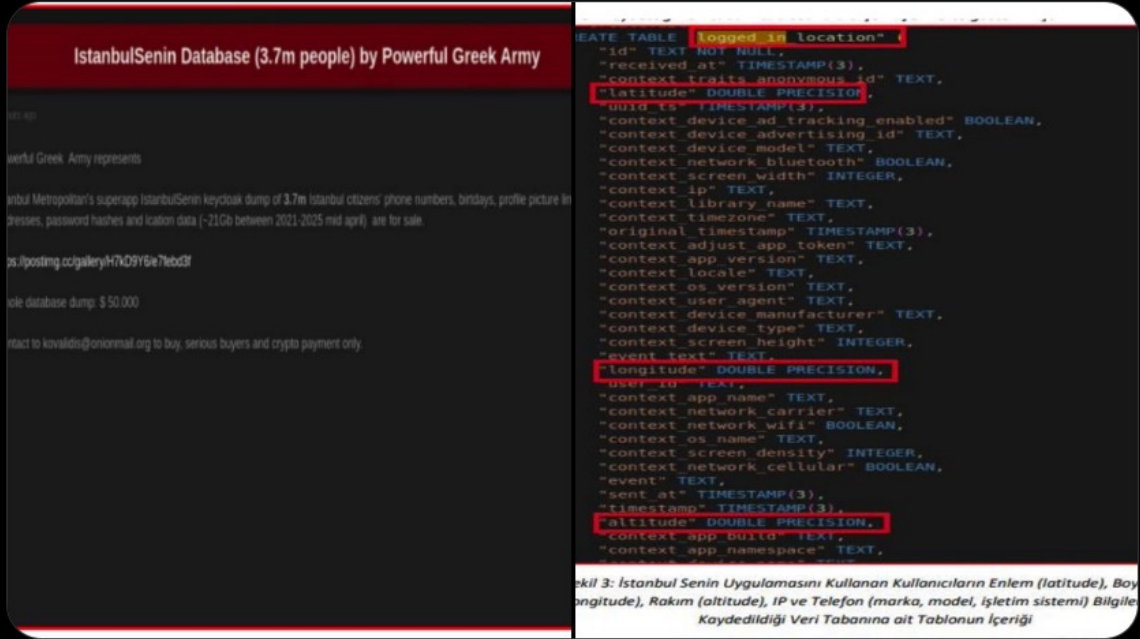 IstanbulSenin Database (3.7m people) by Powerful Greek Army
ago
werful Greek Army represents
anbul Metropolitan's superapp IstanbulSenin keycloak dump of 3.7m Istanbul citizens' phone numbers, birtdays, profile picture lin
dresses, password hashes and lcation data (~21Gb between 2021-2025 mid april) are for sale.
ps://postimg.cc/gallery/H7kD9Y6/e7febd3f
ole database dump: $ 50.000
ntact to kovalidis@onionmail.org to buy, serious buyers and crypto payment only.
REATE TABLE "logged_in_location" (
"id" TEXT NOT NULL,
"received_at" TIMESTAMP(3),
"context_traits_anonymous_id" TEXT,
"latitude" DOUBLE PRECISION,
"uuid_ts" TIMESTAMP(3),
"context_device_ad_tracking_enabled" BOOLEAN,
"context_device_advertising_id" TEXT,
"context_device_model" TEXT,
"context_network_bluetooth" BOOLEAN,
"context_screen_width" INTEGER,
"context_ip" TEXT,
"context_library_name" TEXT,
"context_timezone" TEXT,
"original_timestamp" TIMESTAMP(3),
"context_adjust_app_token" TEXT,
"context_app_version" TEXT,
"context_locale" TEXT,
"context_os_version" TEXT,
"context_user_agent" TEXT,
"context_device_manufacturer" TEXT,
"context_device_type" TEXT,
"context_screen_height" INTEGER,
"event_text" TEXT,
"longitude" DOUBLE PRECISION,
"user_id" TEXT,
"context_app_name" TEXT,
"context_network_carrier" TEXT,
"context_network_wifi" BOOLEAN,
"context_os_name" TEXT,
"context_screen_density" INTEGER,
"context_network_cellular" BOOLEAN,
"event" TEXT,
"sent_at" TIMESTAMP(3),
"timestamp" TIMESTAMP(3),
"altitude" DOUBLE PRECISION,
"context_app_build" TEXT,
"context_app_namespace" TEXT,
ekil 3: İstanbul Senin Uygulamasını Kullanan Kullanıcıların Enlem (latitude), Boy
ongitude), Rakım (altitude), IP ve Telefon (marka, model, işletim sistemi) Bilgile
Kaydedildiği Veri Tabanına ait Tablonun İçeriği